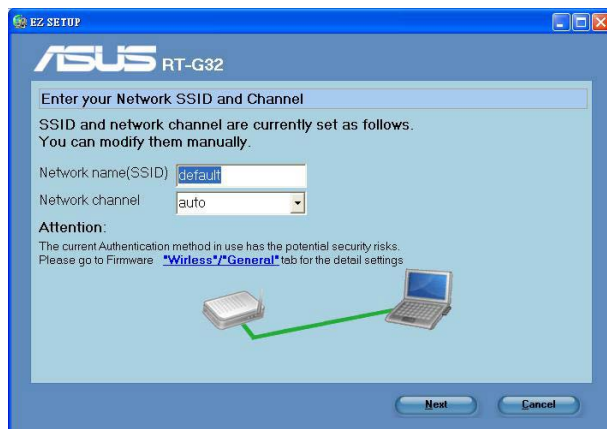 EZ SETUP
ASUS RT-G32
Enter your Network SSID and Channel
SSID and network channel are currently set as follows.
You can modify them manually.
Network name(SSID) default
Network channel auto
Attention:
The current Authentication method in use has the potential security risks.
Please go to Firmware "Wirless"/"General" tab for the detail settings
Next Cancel